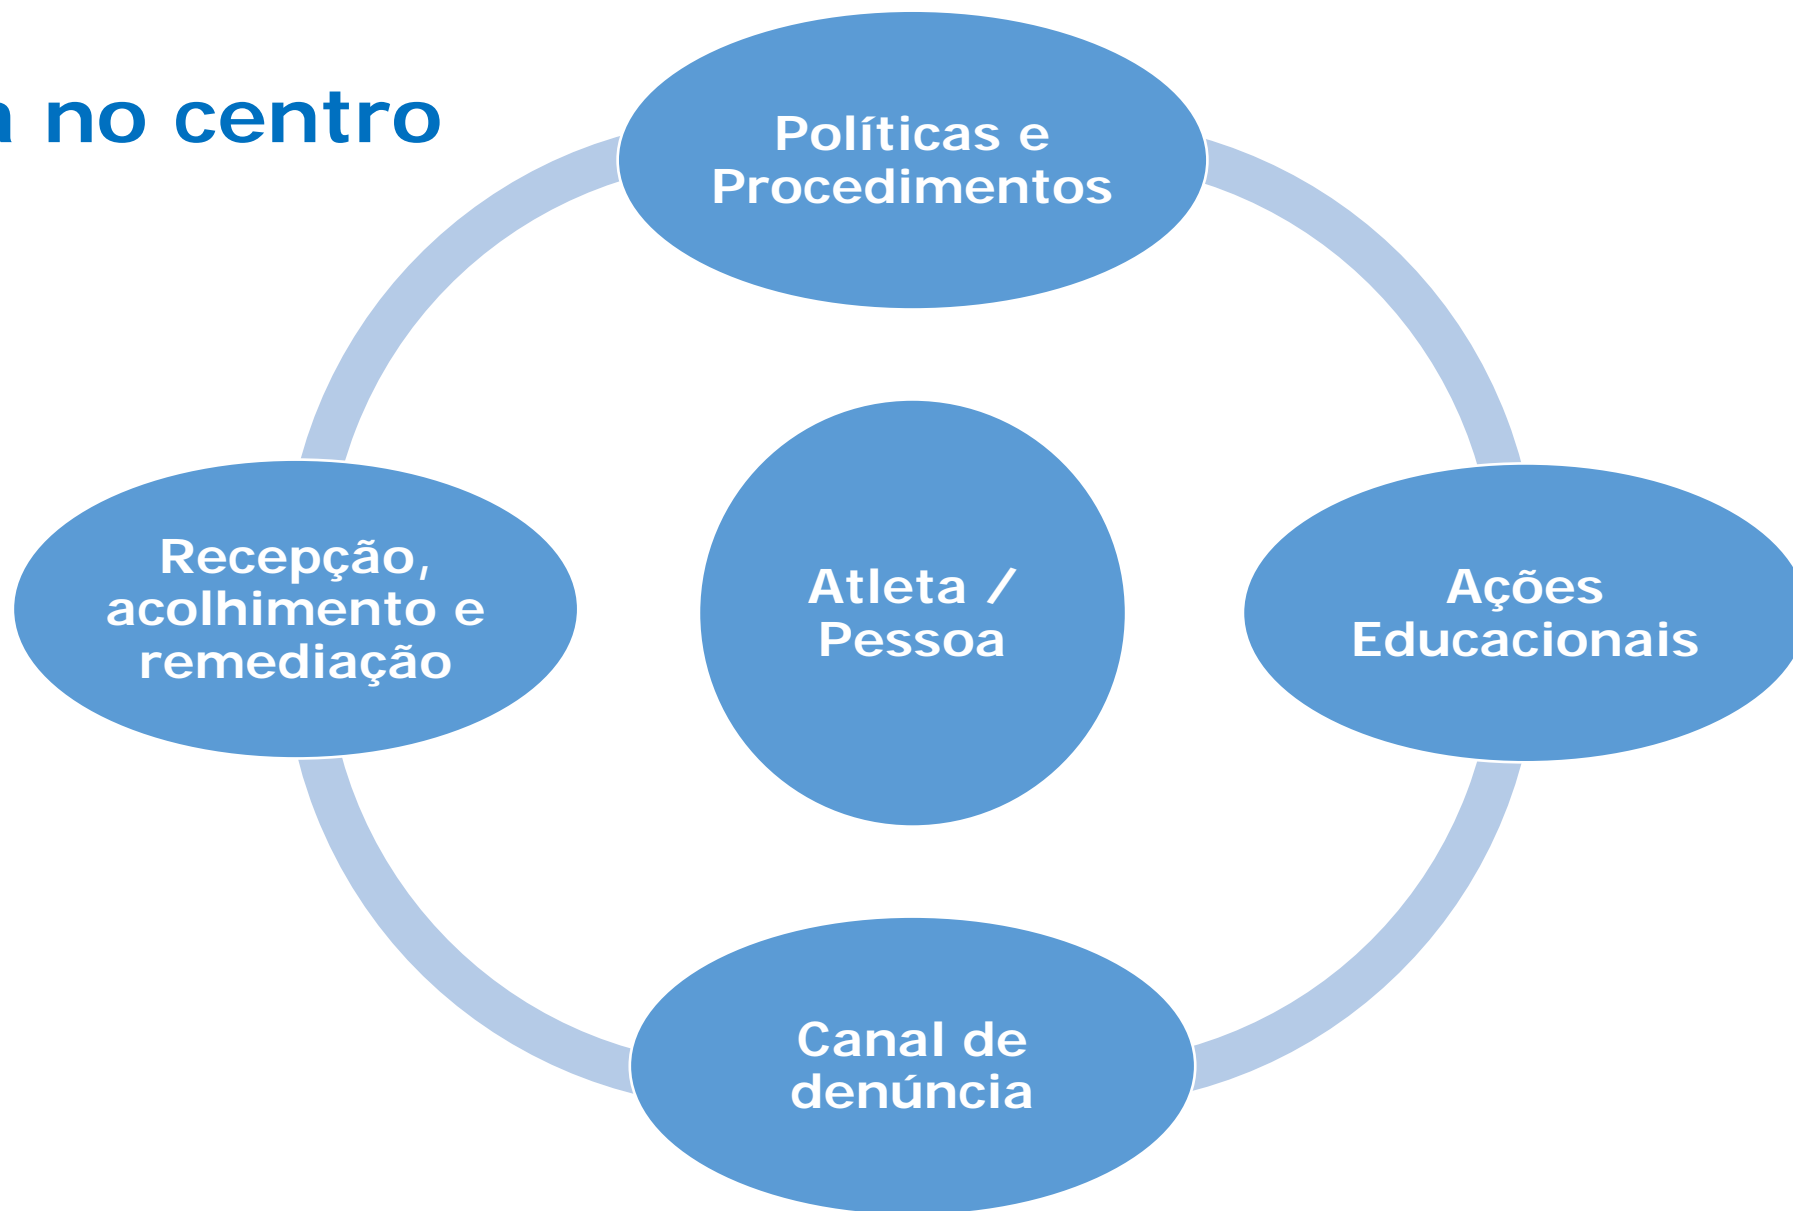 a no centro
Políticas e
Procedimentos
Recepção,
acolhimento e
remediação
Atleta /
Pessoa
Ações
Educacionais
Canal de
denúncia